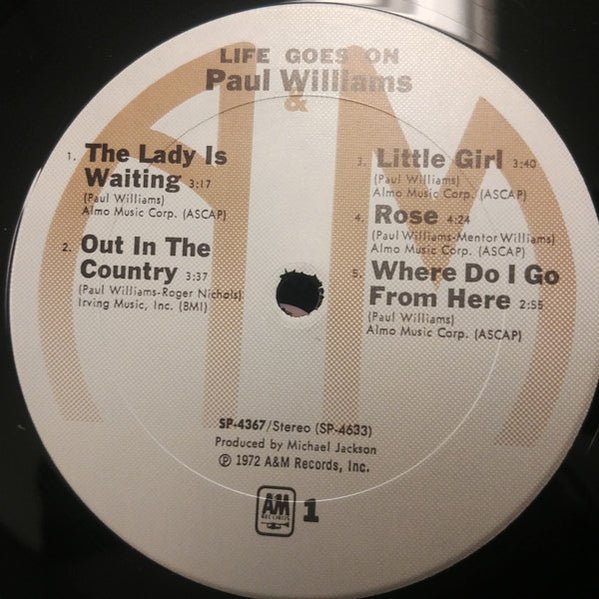 LIFE GOES ON
Paul Williams
&
1. The Lady Is
Waiting 3:17
(Paul Williams)
Almo Music Corp. (ASCAP)
2. Out In The
Country 3:37
(Paul Williams-Roger Nichols)
Irving Music, Inc. (BMI)
3. Little Girl 3:40
(Paul Williams)
Almo Music Corp. (ASCAP)
4. Rose 4:24
(Paul Williams-Mentor Williams)
Almo Music Corp. (ASCAP)
5. Where Do I Go
From Here 2:55
(Paul Williams)
Almo Music Corp. (ASCAP)
SP-4367/Stereo (SP-4633)
Produced by Michael Jackson
℗ 1972 A&M Records, Inc.
AM
RECORDS
1